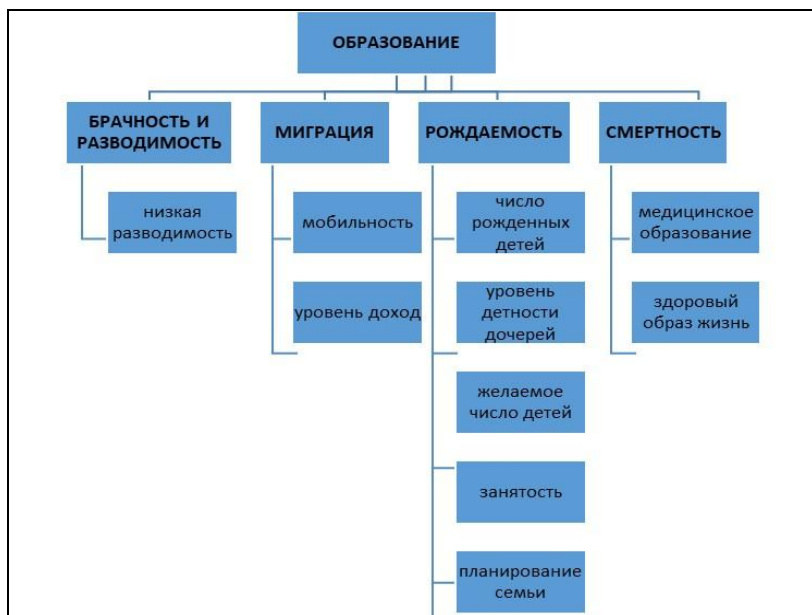 ОБРАЗОВАНИЕ
БРАЧНОСТЬ И
РАЗВОДИМОСТЬ
низкая
разводимость
МИГРАЦИЯ
мобильность
уровень доход
РОЖДАЕМОСТЬ
число
рожденных
детей
уровень
детности
дочерей
желаемое
число детей
занятость
планирование
семьи
СМЕРТНОСТЬ
медицинское
образование
здоровый
образ жизнь